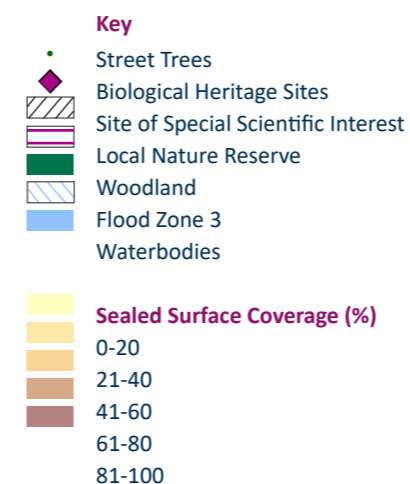 Key
Street Trees
Biological Heritage Sites
Site of Special Scientific Interest
Local Nature Reserve
Woodland
Flood Zone 3
Waterbodies
Sealed Surface Coverage (%)
0-20
21-40
41-60
61-80
81-100